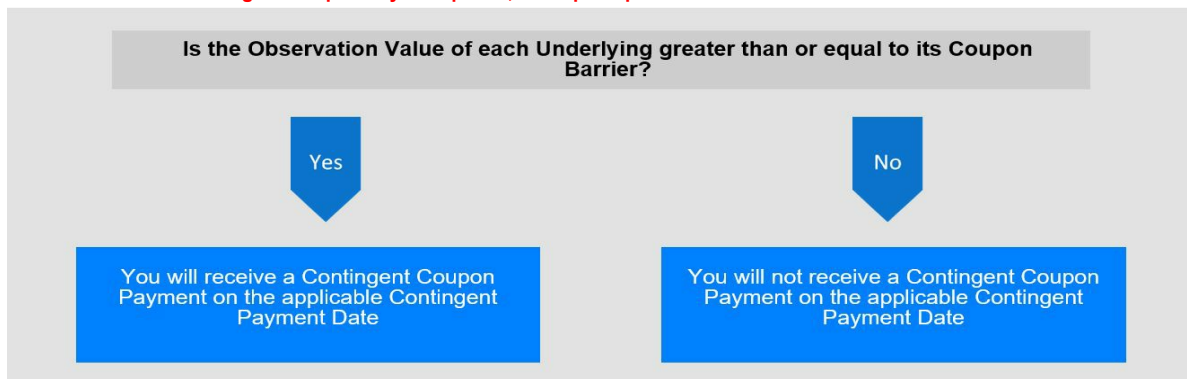 Is the Observation Value of each Underlying greater than or equal to its Coupon
Barrier?
Yes
No
You will receive a Contingent Coupon
Payment on the applicable Contingent
Payment Date
You will not receive a Contingent Coupon
Payment on the applicable Contingent
Payment Date